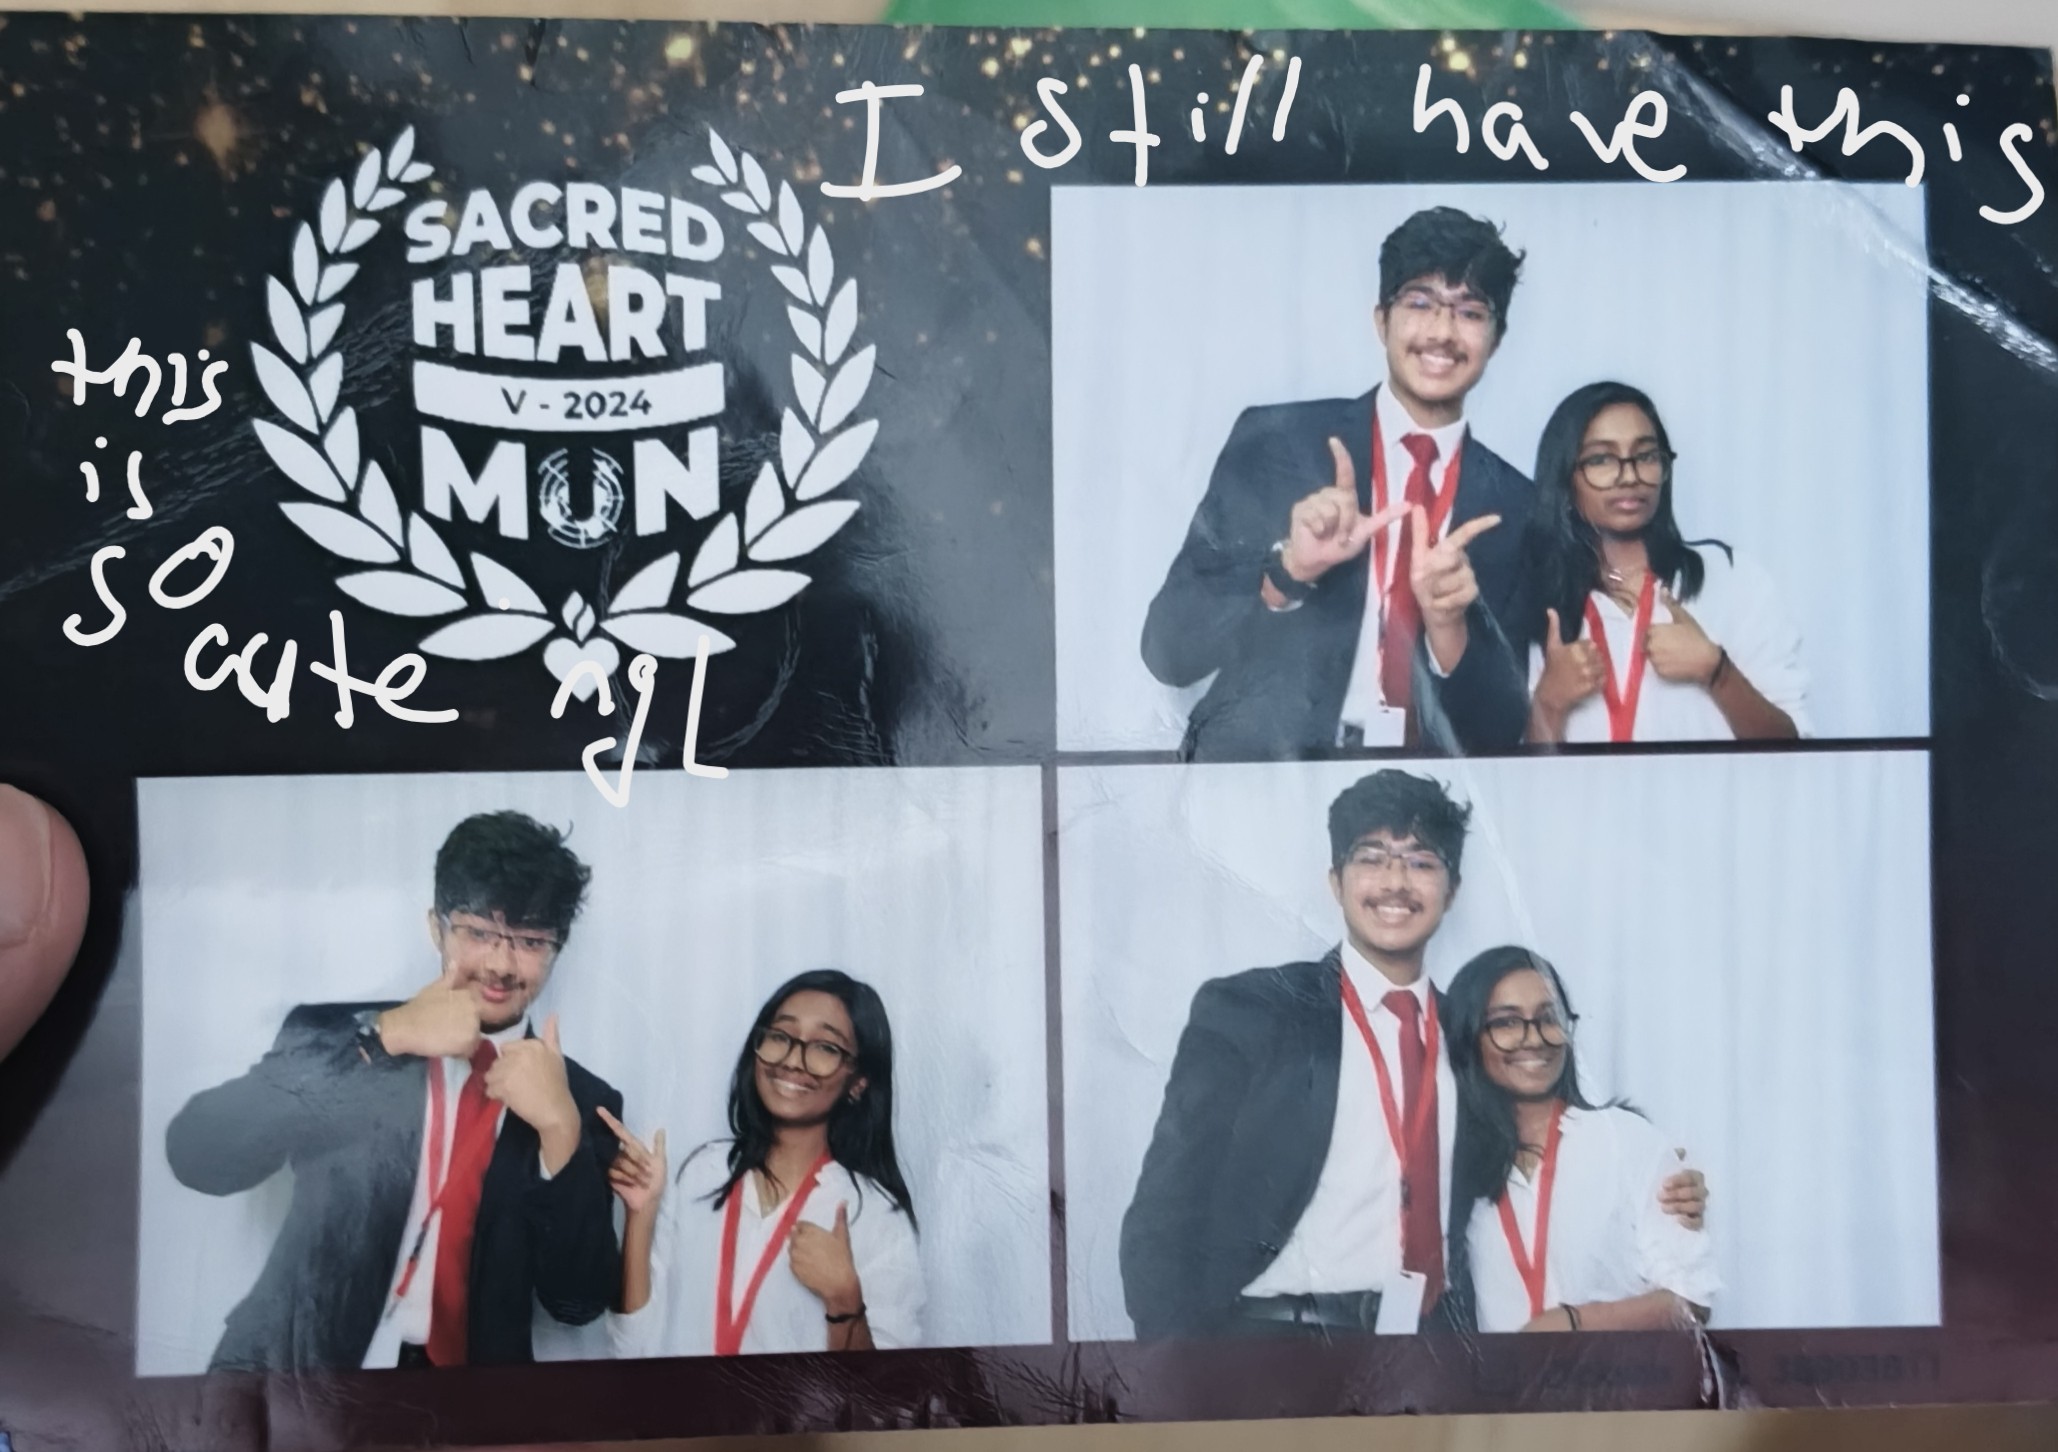 I still have this
SACRED
HEART
V - 2024
MUN
this
is
so
cute ngl